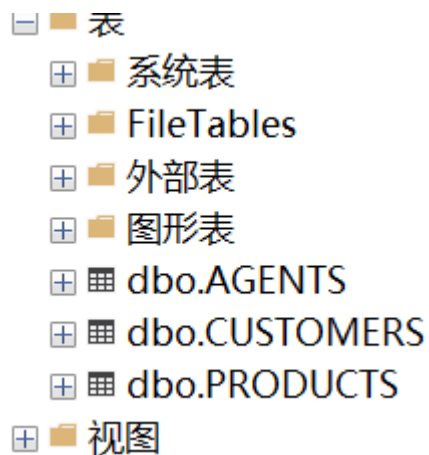 表
系统表
FileTables
外部表
图形表
dbo.AGENTS
dbo.CUSTOMERS
dbo.PRODUCTS
视图